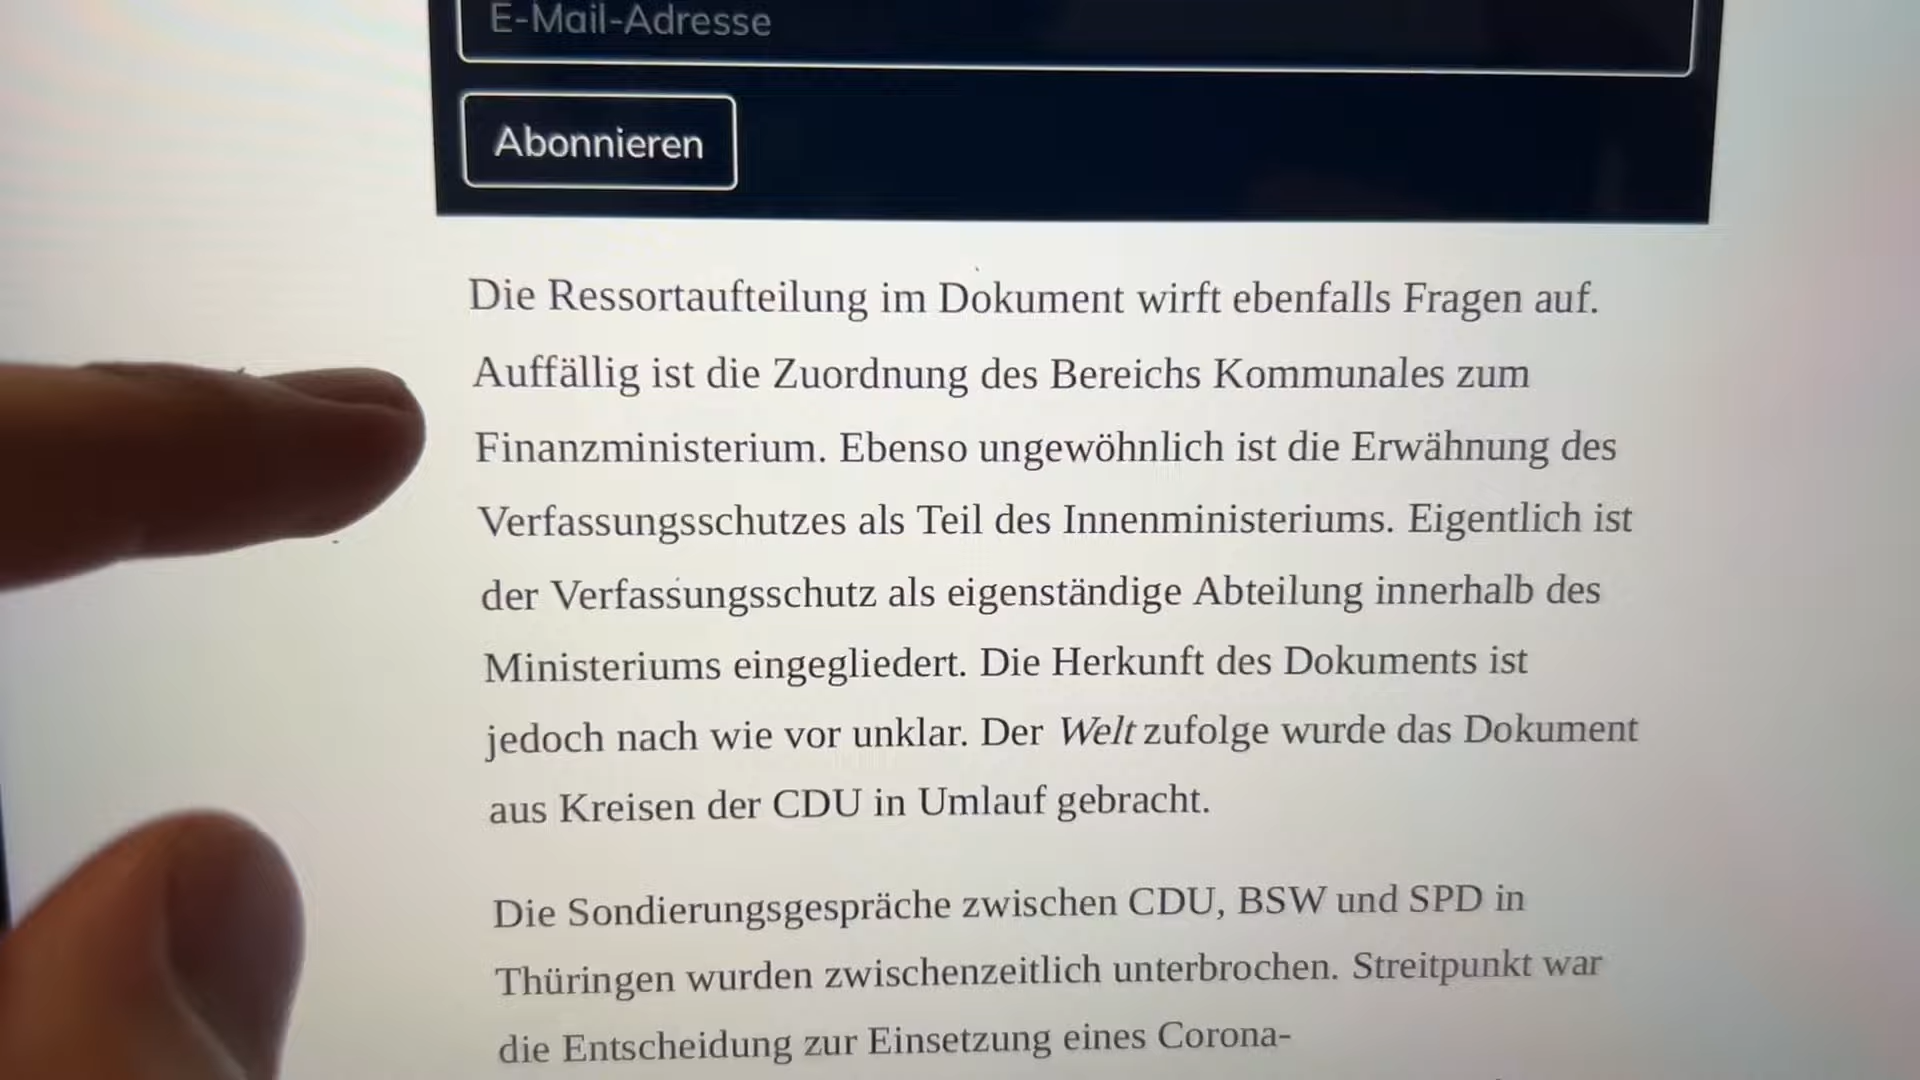 E-Mail-Adresse
Abonnieren
Die Ressortaufteilung im Dokument wirft ebenfalls Fragen auf.
Auffällig ist die Zuordnung des Bereichs Kommunales zum
Finanzministerium. Ebenso ungewöhnlich ist die Erwähnung des
Verfassungsschutzes als Teil des Innenministeriums. Eigentlich ist
der Verfassungsschutz als eigenständige Abteilung innerhalb des
Ministeriums eingegliedert. Die Herkunft des Dokuments ist
jedoch nach wie vor unklar. Der Welt zufolge wurde das Dokument
aus Kreisen der CDU in Umlauf gebracht.
Die Sondierungsgespräche zwischen CDU, BSW und SPD in
Thüringen wurden zwischenzeitlich unterbrochen. Streitpunkt war
die Entscheidung zur Einsetzung eines Corona-